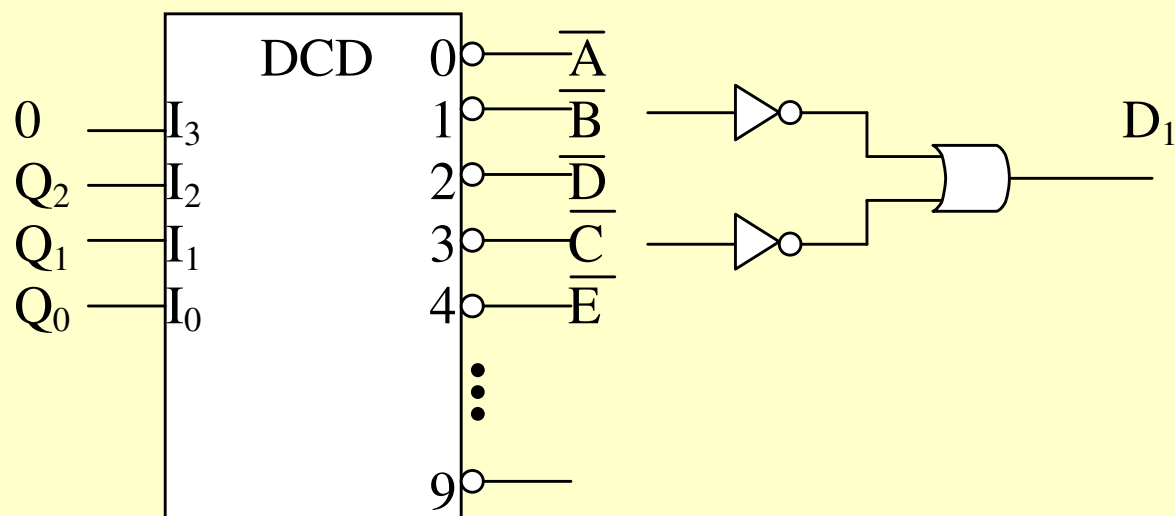 DCD 0 A̅
0 I₃ 1 B̅ D₁
Q₂ I₂ 2 D̅
Q₁ I₁ 3 C̅
Q₀ I₀ 4 E̅
9